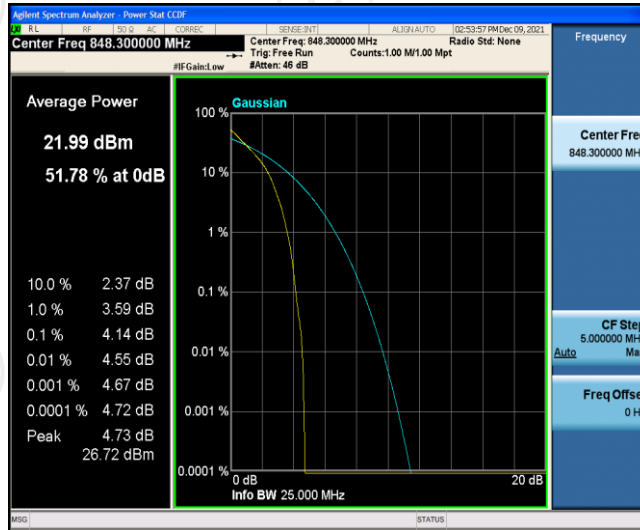 Agilent Spectrum Analyzer - Power Stat CCDF
RL RF 50 Ω AC CORREC SENSE:INT ALIGNAUTO 02:53:57 PM Dec 09, 2021
Center Freq 848.300000 MHz
Center Freq: 848.300000 MHz Radio Std: None
Trig: Free Run Counts:1.00 M/1.00 Mpt
#IFGain:Low #Atten: 46 dB
Frequency
Average Power
21.99 dBm
51.78 % at 0dB
10.0 % 2.37 dB
1.0 % 3.59 dB
0.1 % 4.14 dB
0.01 % 4.55 dB
0.001 % 4.67 dB
0.0001 % 4.72 dB
Peak 4.73 dB
26.72 dBm
Gaussian
100 %
10 %
1 %
0.1 %
0.01 %
0.001 %
0.0001 %
0 dB 20 dB
Info BW 25.000 MHz
Center Fre
848.300000 MH
CF Step
5.000000 MH
Auto Ma
Freq Offse
0 H
MSG STATUS